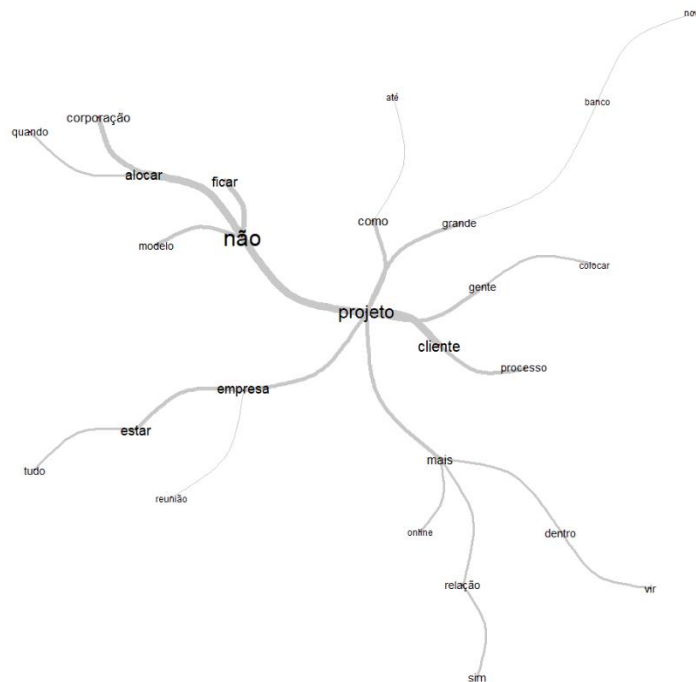 nov
até
banco
corporação
quando
alocar
ficar
como
grande
não
modelo
colocar
gente
projeto
cliente
processo
empresa
estar
mais
tudo
reunião
online
dentro
relação
vir
sim